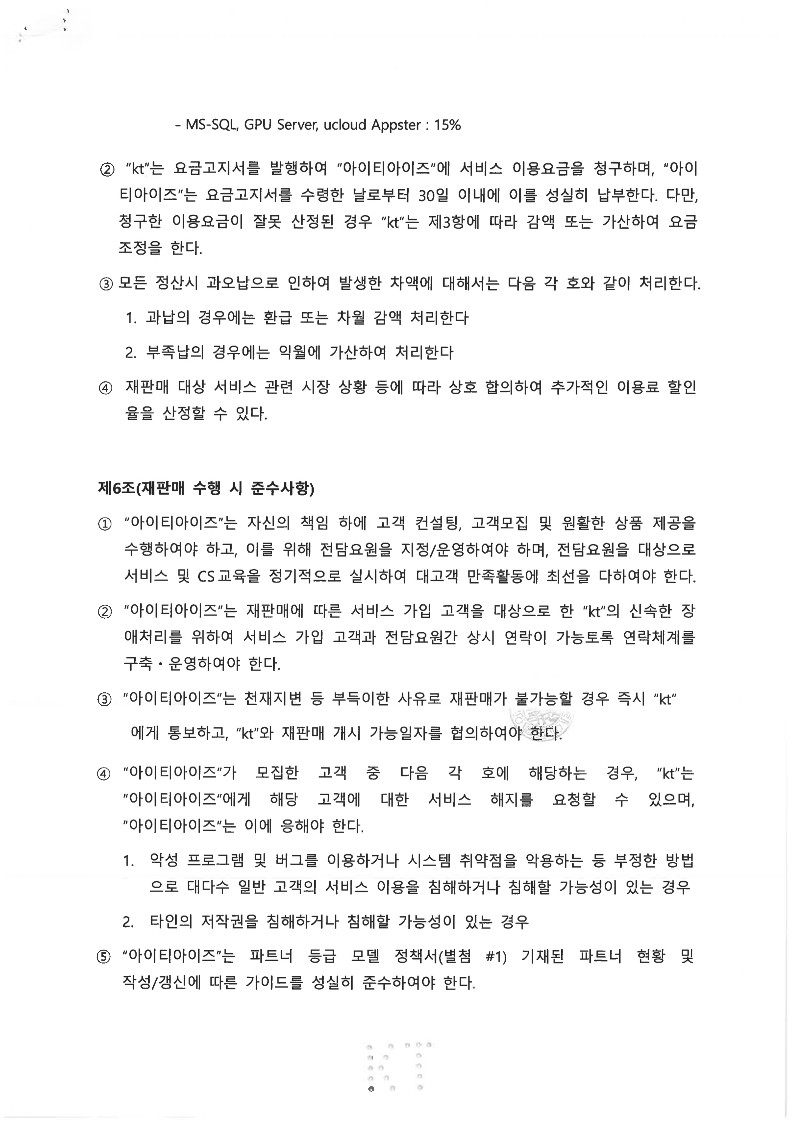 - MS-SQL, GPU Server, ucloud Appster : 15%
② "kt"는 요금고지서를 발행하여 "아이티아이즈"에 서비스 이용요금을 청구하며, "아이
티아이즈"는 요금고지서를 수령한 날로부터 30일 이내에 이를 성실히 납부한다. 다만,
청구한 이용요금이 잘못 산정된 경우 "kt"는 제3항에 따라 감액 또는 가산하여 요금
조정을 한다.
③ 모든 정산시 과오납으로 인하여 발생한 차액에 대해서는 다음 각 호와 같이 처리한다.
1. 과납의 경우에는 환급 또는 차월 감액 처리한다
2. 부족납의 경우에는 익월에 가산하여 처리한다
④ 재판매 대상 서비스 관련 시장 상황 등에 따라 상호 합의하여 추가적인 이용료 할인
율을 산정할 수 있다.
제6조(재판매 수행 시 준수사항)
① "아이티아이즈"는 자신의 책임 하에 고객 컨설팅, 고객모집 및 원활한 상품 제공을
수행하여야 하고, 이를 위해 전담요원을 지정/운영하여야 하며, 전담요원을 대상으로
서비스 및 CS교육을 정기적으로 실시하여 대고객 만족활동에 최선을 다하여야 한다.
② "아이티아이즈"는 재판매에 따른 서비스 가입 고객을 대상으로 한 "kt"의 신속한 장
애처리를 위하여 서비스 가입 고객과 전담요원간 상시 연락이 가능토록 연락체계를
구축・운영하여야 한다.
③ "아이티아이즈"는 천재지변 등 부득이한 사유로 재판매가 불가능할 경우 즉시 "kt"
에게 통보하고, "kt"와 재판매 개시 가능일자를 협의하여야 한다.
④ "아이티아이즈"가 모집한 고객 중 다음 각 호에 해당하는 경우, "kt"는
"아이티아이즈"에게 해당 고객에 대한 서비스 해지를 요청할 수 있으며,
"아이티아이즈"는 이에 응해야 한다.
1. 악성 프로그램 및 버그를 이용하거나 시스템 취약점을 악용하는 등 부정한 방법
으로 대다수 일반 고객의 서비스 이용을 침해하거나 침해할 가능성이 있는 경우
2. 타인의 저작권을 침해하거나 침해할 가능성이 있는 경우
⑤ "아이티아이즈"는 파트너 등급 모델 정책서(별첨 #1) 기재된 파트너 현황 및
작성/갱신에 따른 가이드를 성실히 준수하여야 한다.
KT